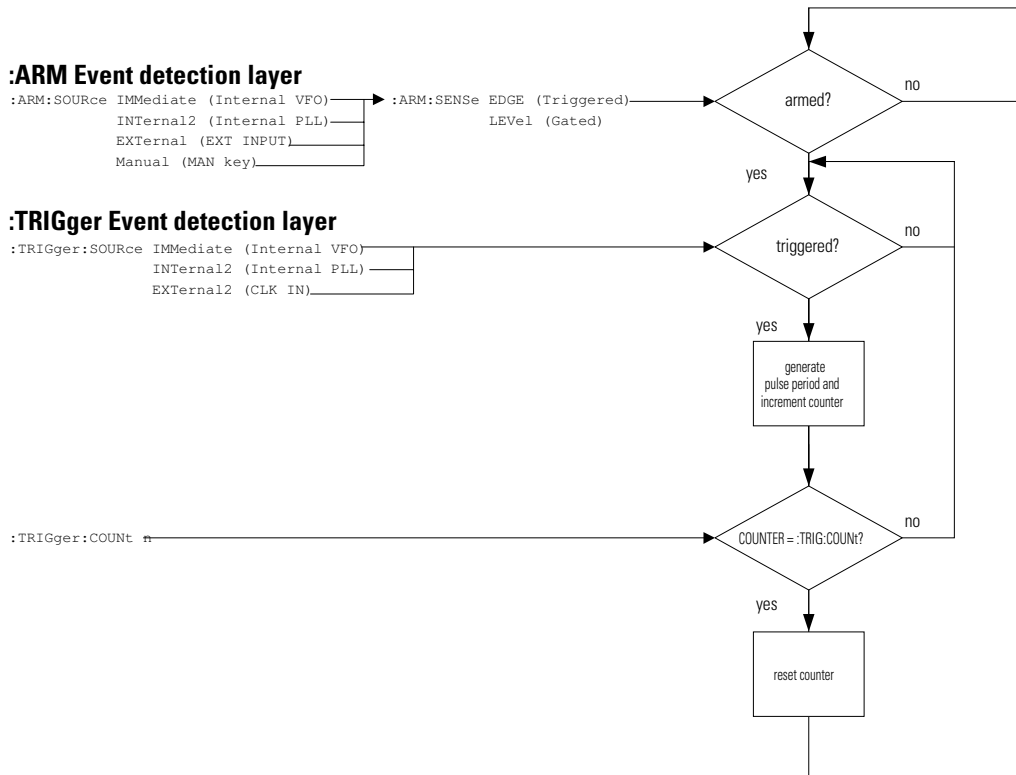 :ARM Event detection layer
:ARM:SOURce IMMediate (Internal VFO) :ARM:SENSe EDGE (Triggered)
INTernal2 (Internal PLL) LEVel (Gated)
EXTernal (EXT INPUT)
Manual (MAN key)
armed?
no
yes
:TRIGger Event detection layer
:TRIGger:SOURce IMMediate (Internal VFO)
INTernal2 (Internal PLL)
EXTernal2 (CLK IN)
triggered?
no
yes
generate
pulse period and
increment counter
:TRIGger:COUNt n
COUNTER = :TRIG:COUNt?
no
yes
reset counter